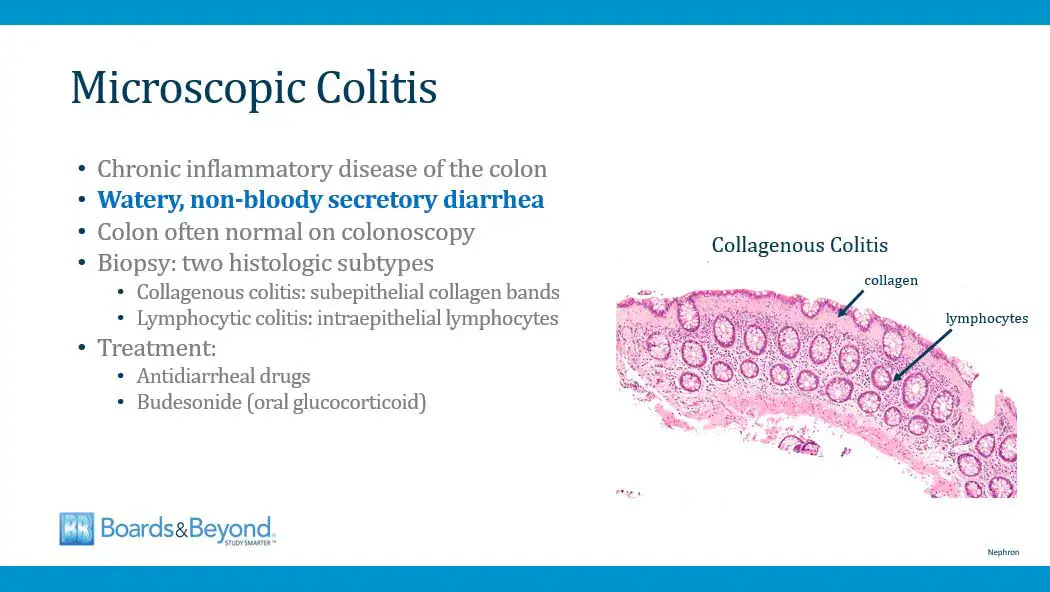 Microscopic Colitis
• Chronic inflammatory disease of the colon
• Watery, non-bloody secretory diarrhea
• Colon often normal on colonoscopy
• Biopsy: two histologic subtypes
• Collagenous colitis: subepithelial collagen bands
• Lymphocytic colitis: intraepithelial lymphocytes
• Treatment:
• Antidiarrheal drugs
• Budesonide (oral glucocorticoid)
Collagenous Colitis
collagen
lymphocytes
BB Boards&Beyond.
STUDY SMARTER™
Nephron